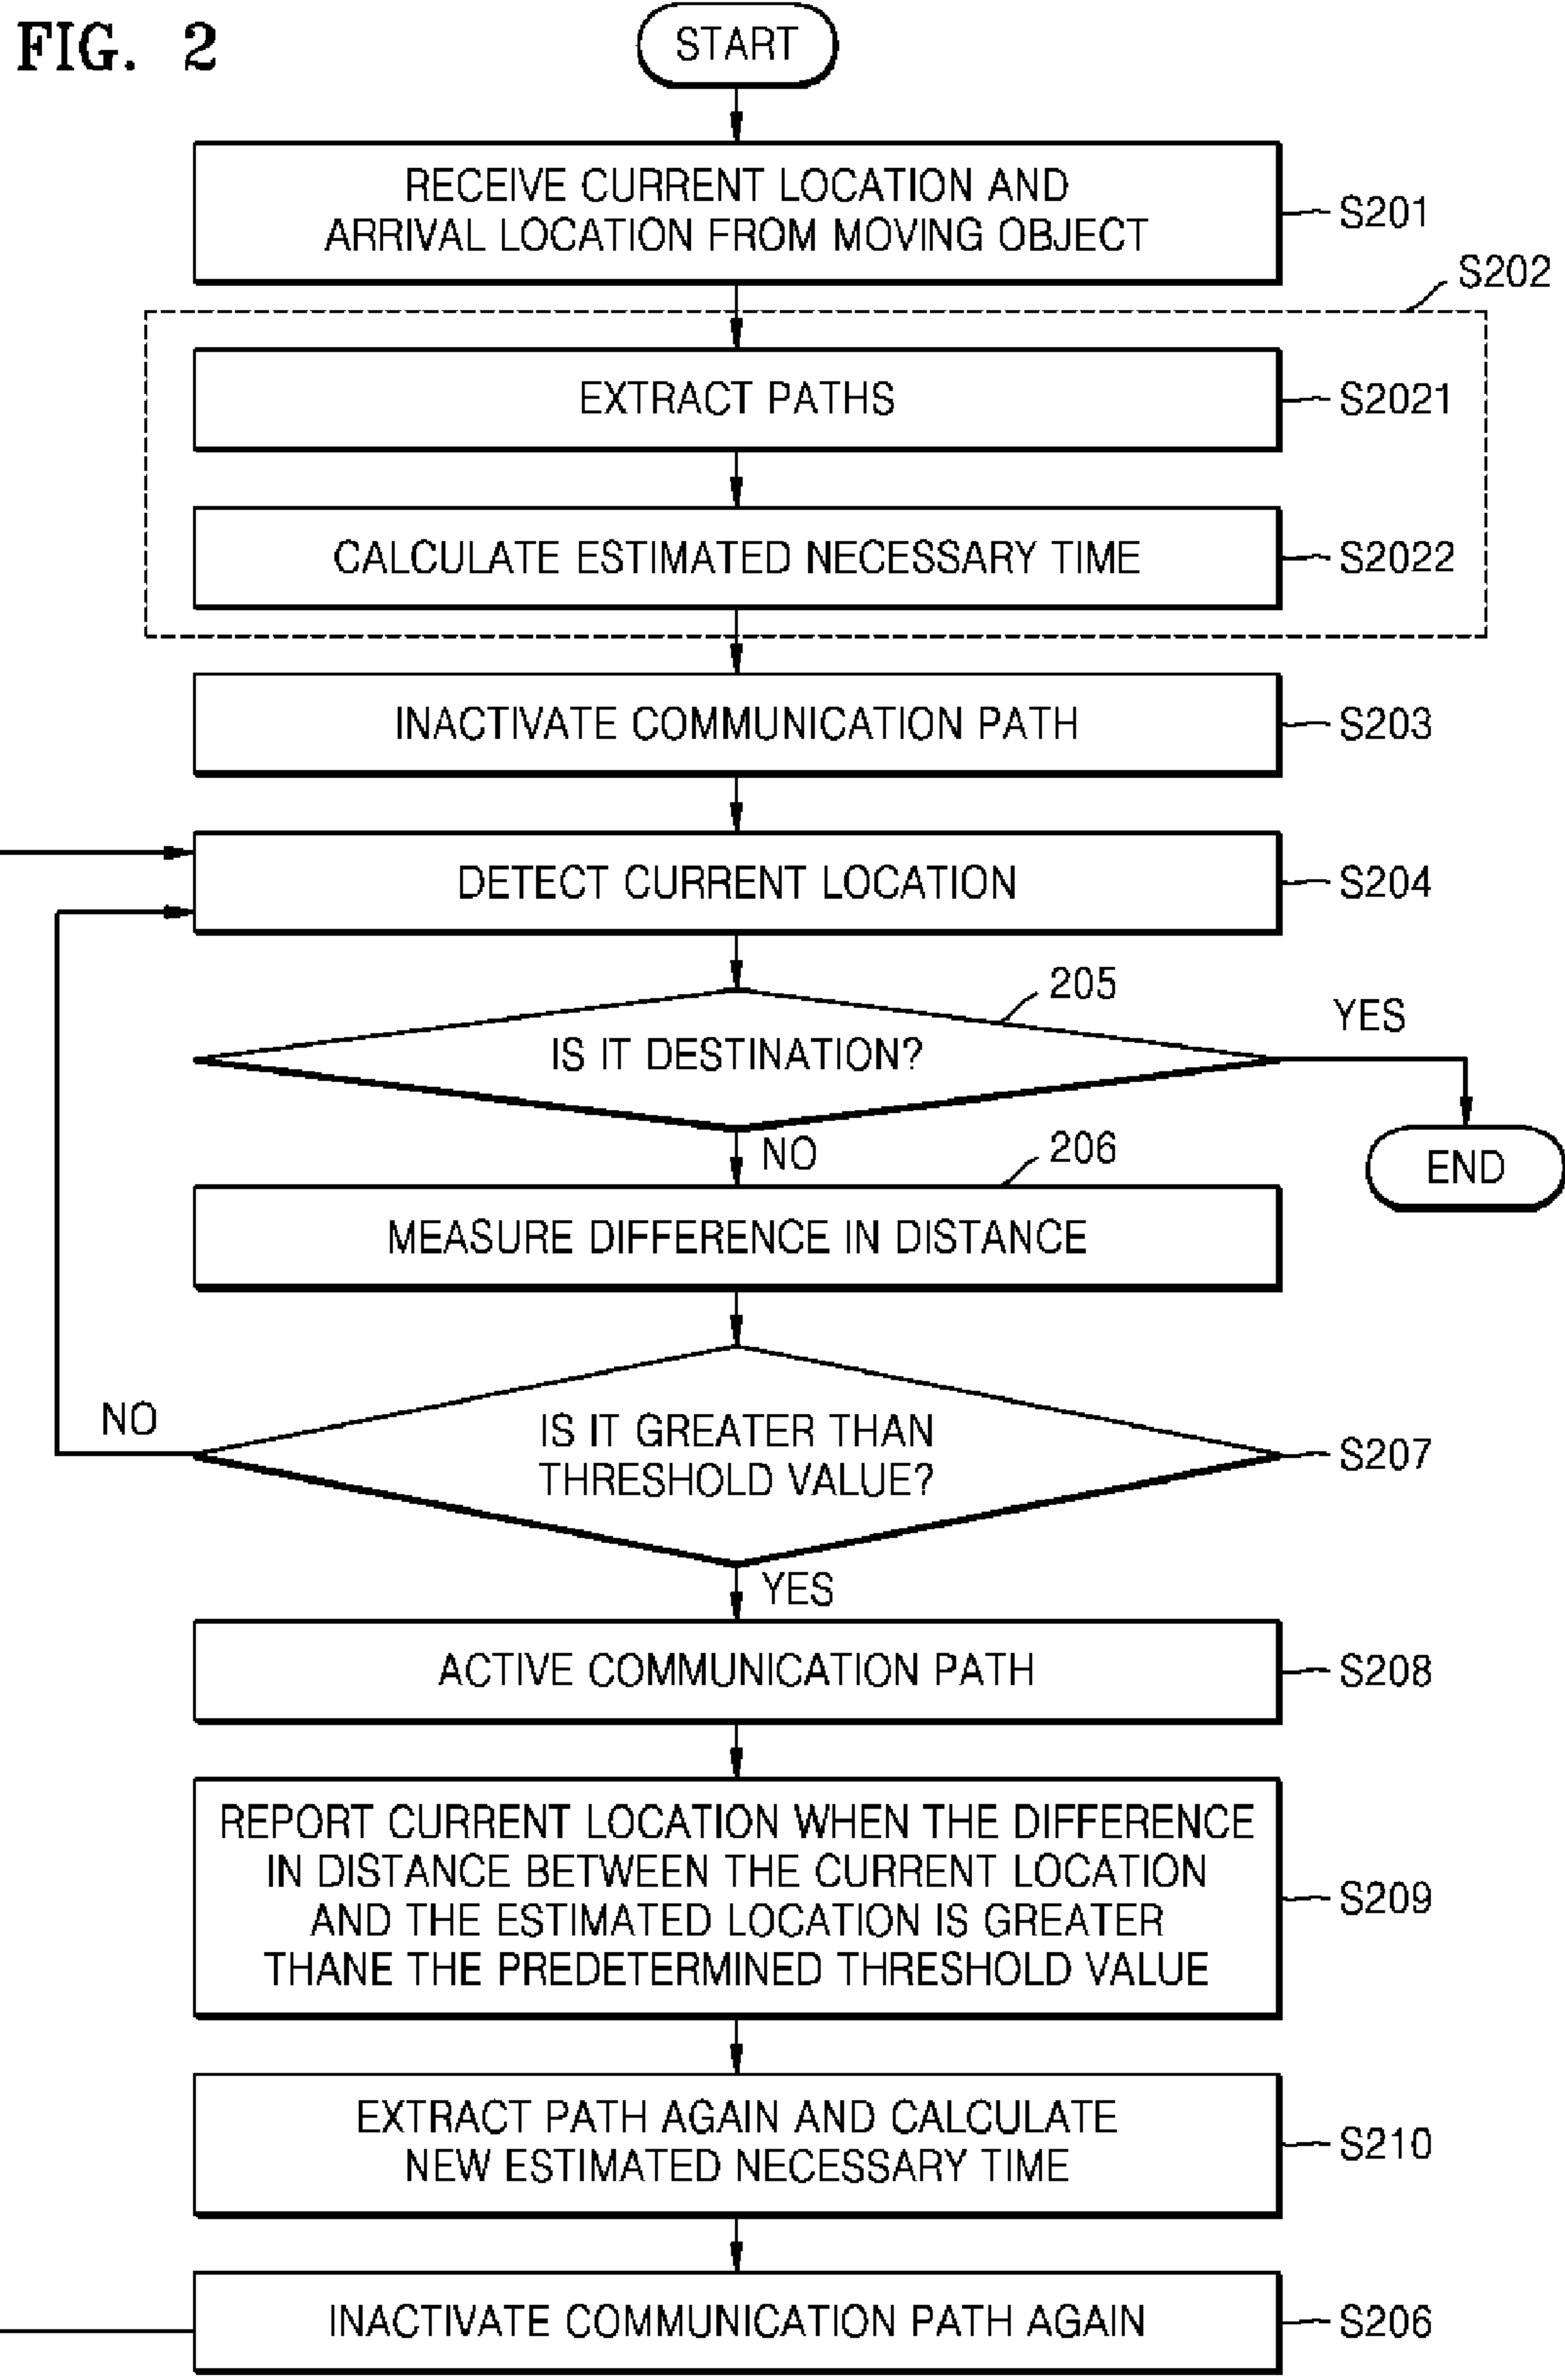 FIG. 2
START
RECEIVE CURRENT LOCATION AND
ARRIVAL LOCATION FROM MOVING OBJECT
S201
S202
EXTRACT PATHS
S2021
CALCULATE ESTIMATED NECESSARY TIME
S2022
INACTIVATE COMMUNICATION PATH
S203
DETECT CURRENT LOCATION
S204
205
IS IT DESTINATION?
YES
END
NO
206
MEASURE DIFFERENCE IN DISTANCE
NO
IS IT GREATER THAN
THRESHOLD VALUE?
S207
YES
ACTIVE COMMUNICATION PATH
S208
REPORT CURRENT LOCATION WHEN THE DIFFERENCE
IN DISTANCE BETWEEN THE CURRENT LOCATION
AND THE ESTIMATED LOCATION IS GREATER
THANE THE PREDETERMINED THRESHOLD VALUE
S209
EXTRACT PATH AGAIN AND CALCULATE
NEW ESTIMATED NECESSARY TIME
S210
INACTIVATE COMMUNICATION PATH AGAIN
S206